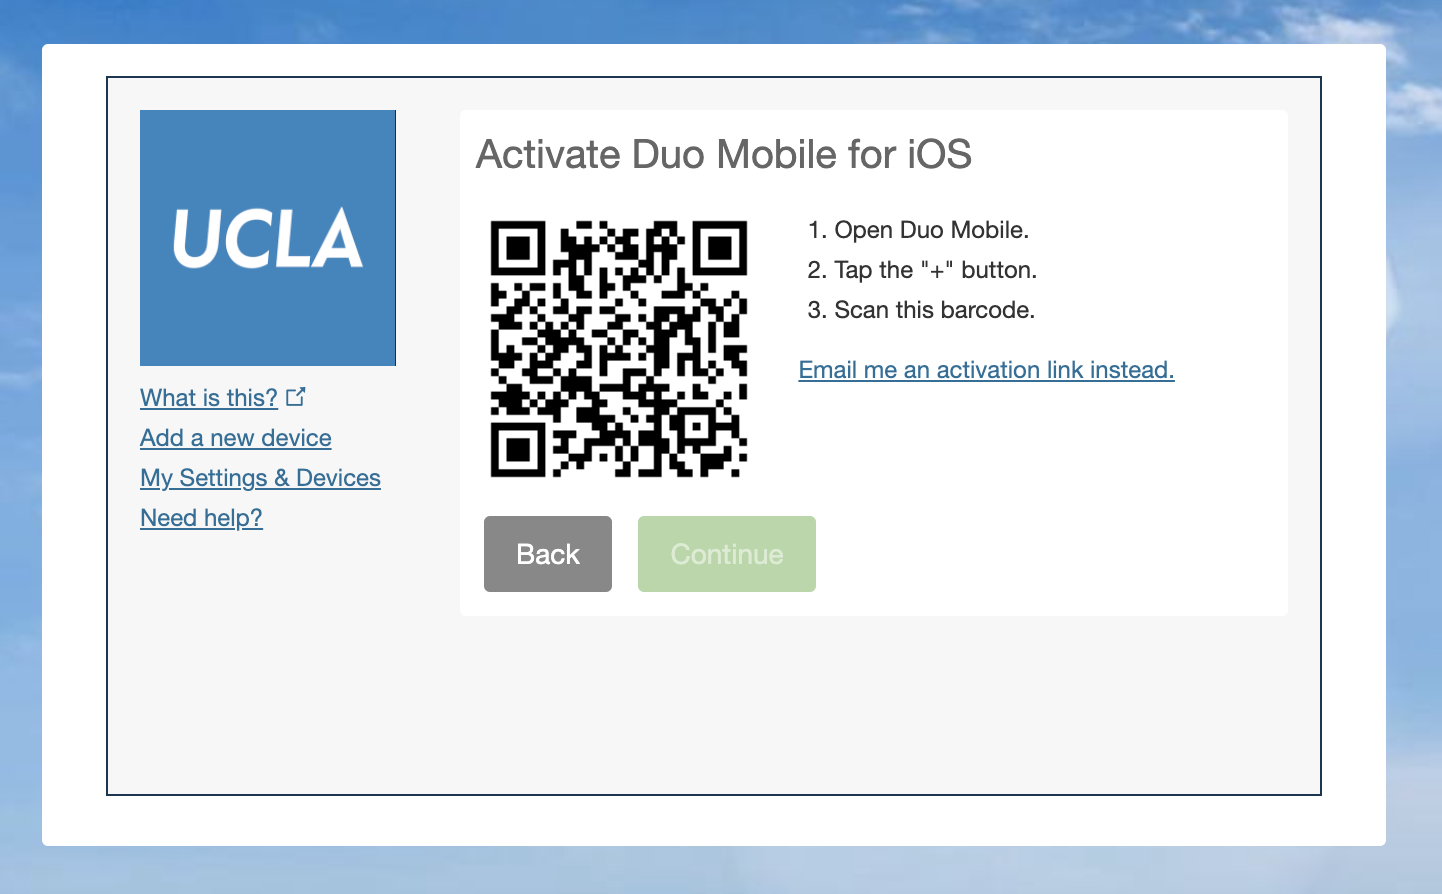 UCLA
What is this?
Add a new device
My Settings & Devices
Need help?
Activate Duo Mobile for iOS
1. Open Duo Mobile.
2. Tap the "+" button.
3. Scan this barcode.
Email me an activation link instead.
Back
Continue